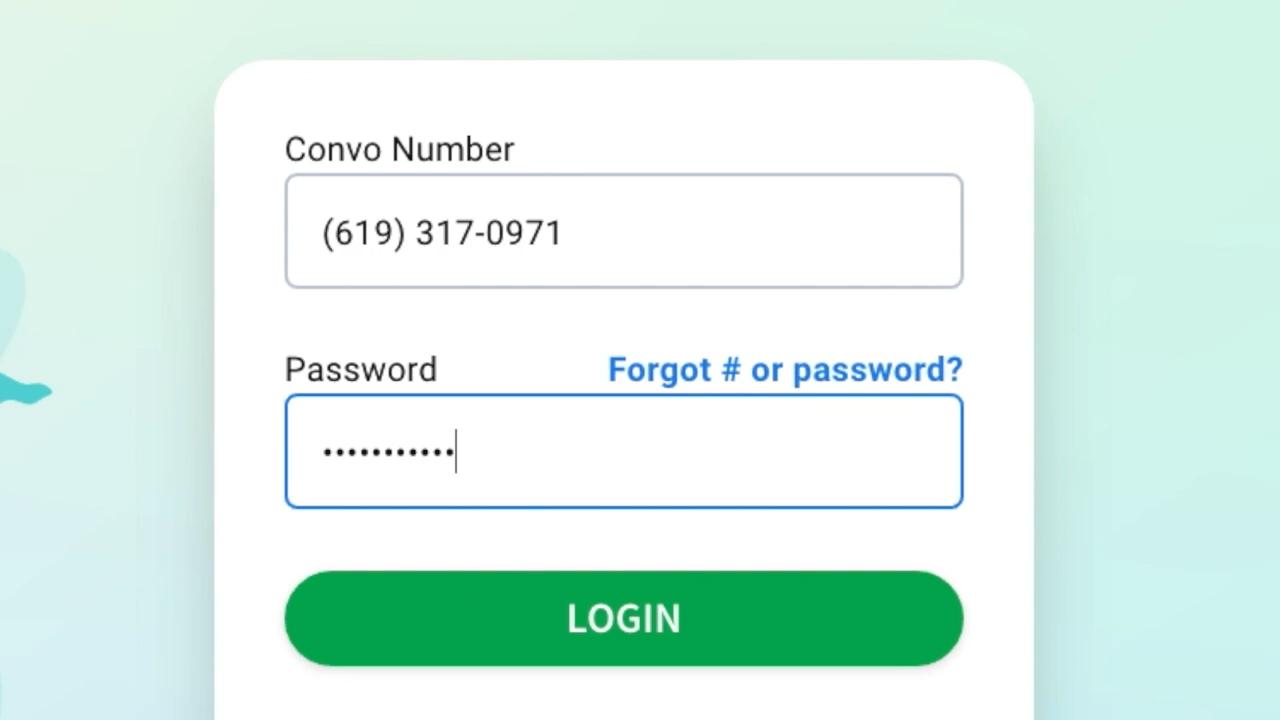 Convo Number
(619) 317-0971
Password Forgot # or password?
•••••••••••
LOGIN